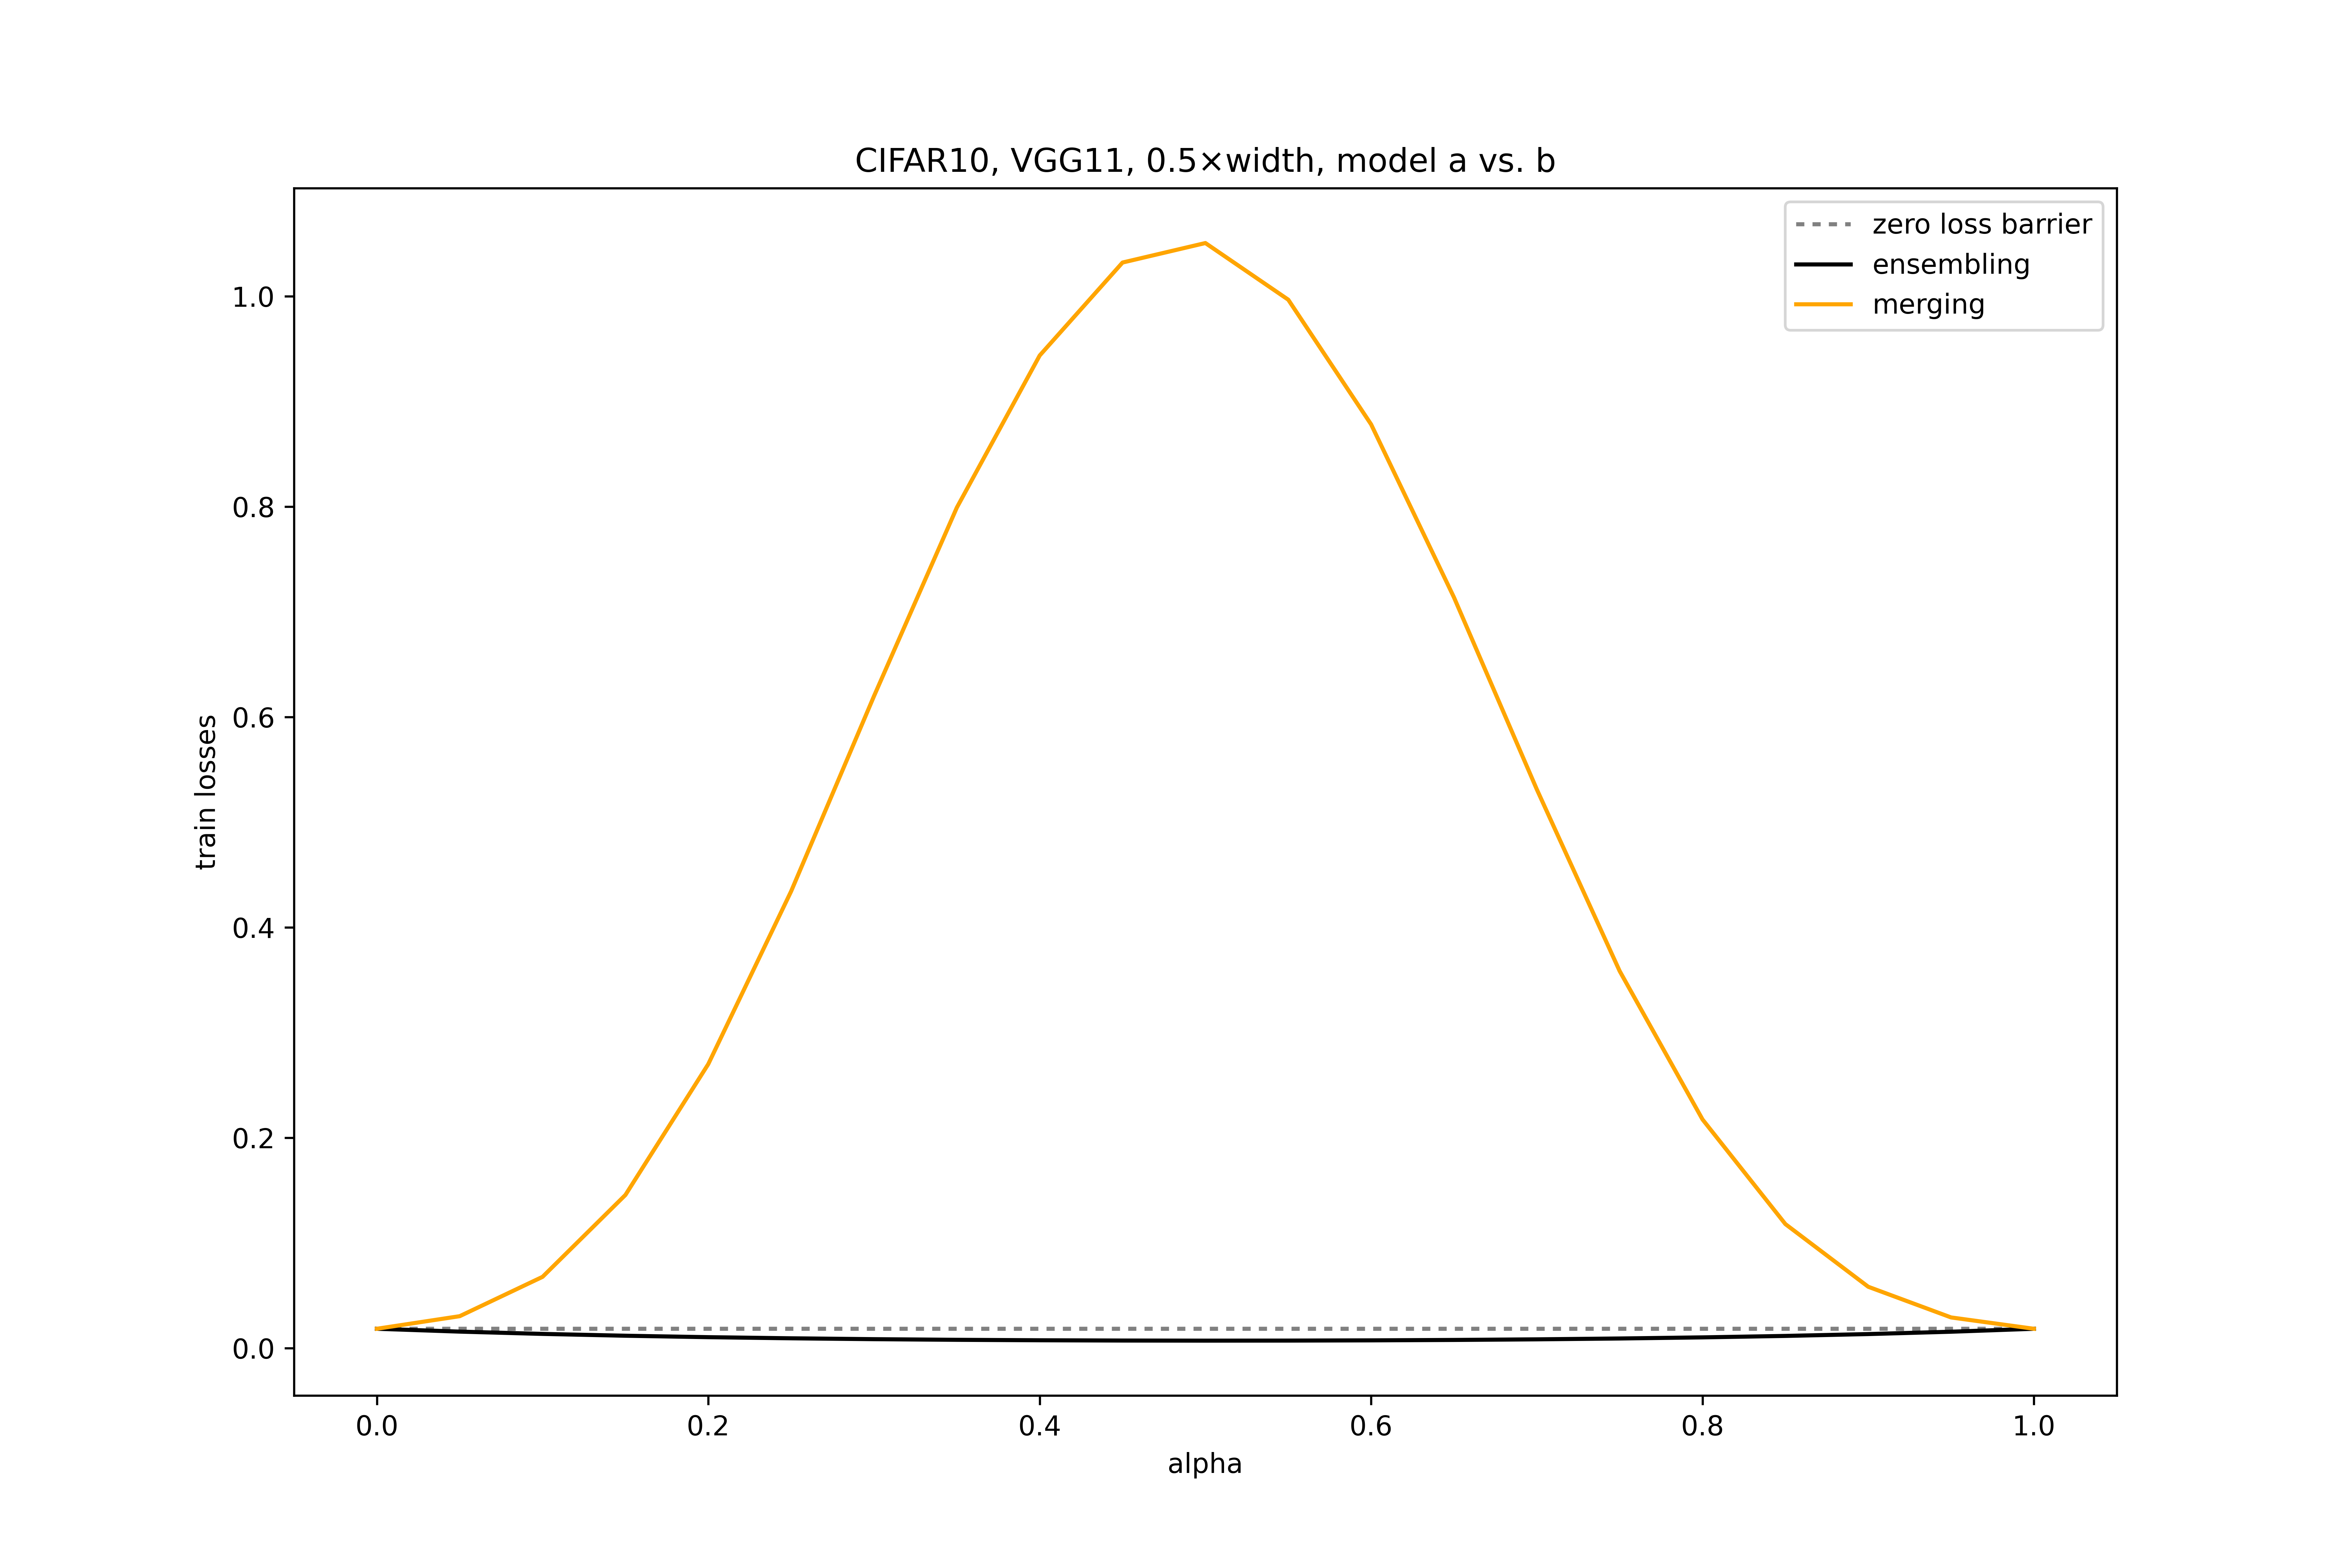 CIFAR10, VGG11, 0.5×width, model a vs. b
zero loss barrier
ensembling
merging
1.0
0.8
0.6
0.4
0.2
0.0
train losses
0.0 0.2 0.4 0.6 0.8 1.0
alpha